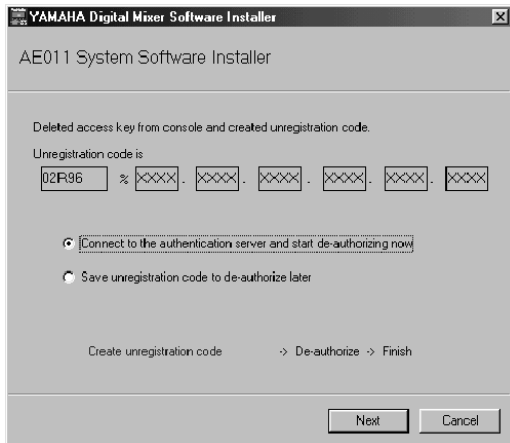 YAMAHA Digital Mixer Software Installer
AE011 System Software Installer
Deleted access key from console and created unregistration code.
Unregistration code is
02R96 % XXXX . XXXX . XXXX . XXXX . XXXX . XXXX
Connect to the authentication server and start de-authorizing now
Save unregistration code to de-authorize later
Create unregistration code -> De-authorize -> Finish
Next Cancel